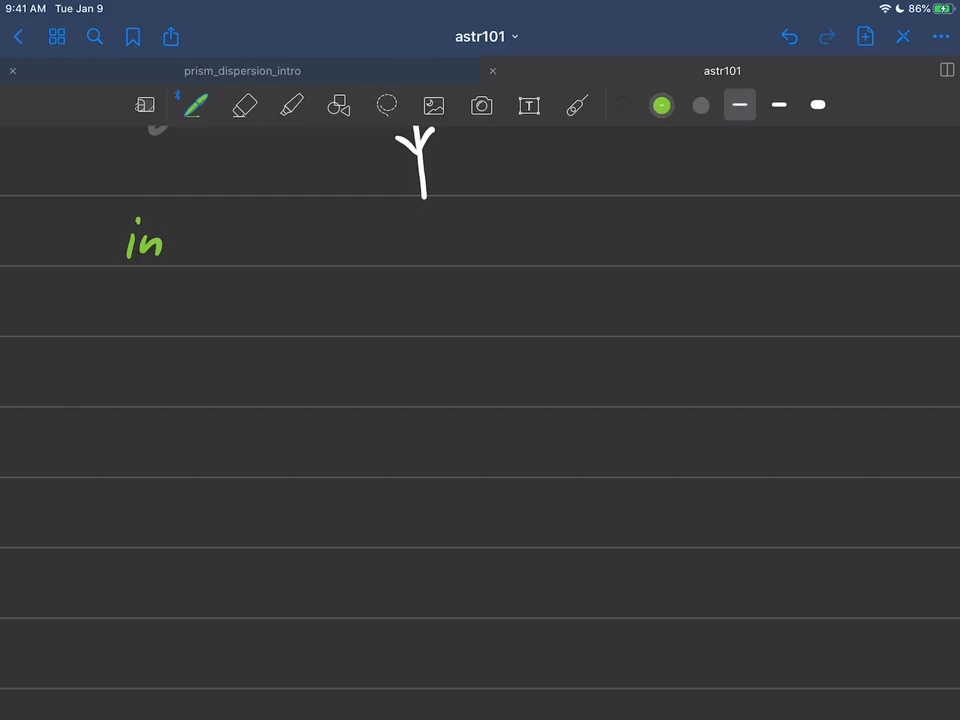 9:41 AM Tue Jan 9 86%
astr101
prism_dispersion_intro astr101
T
in